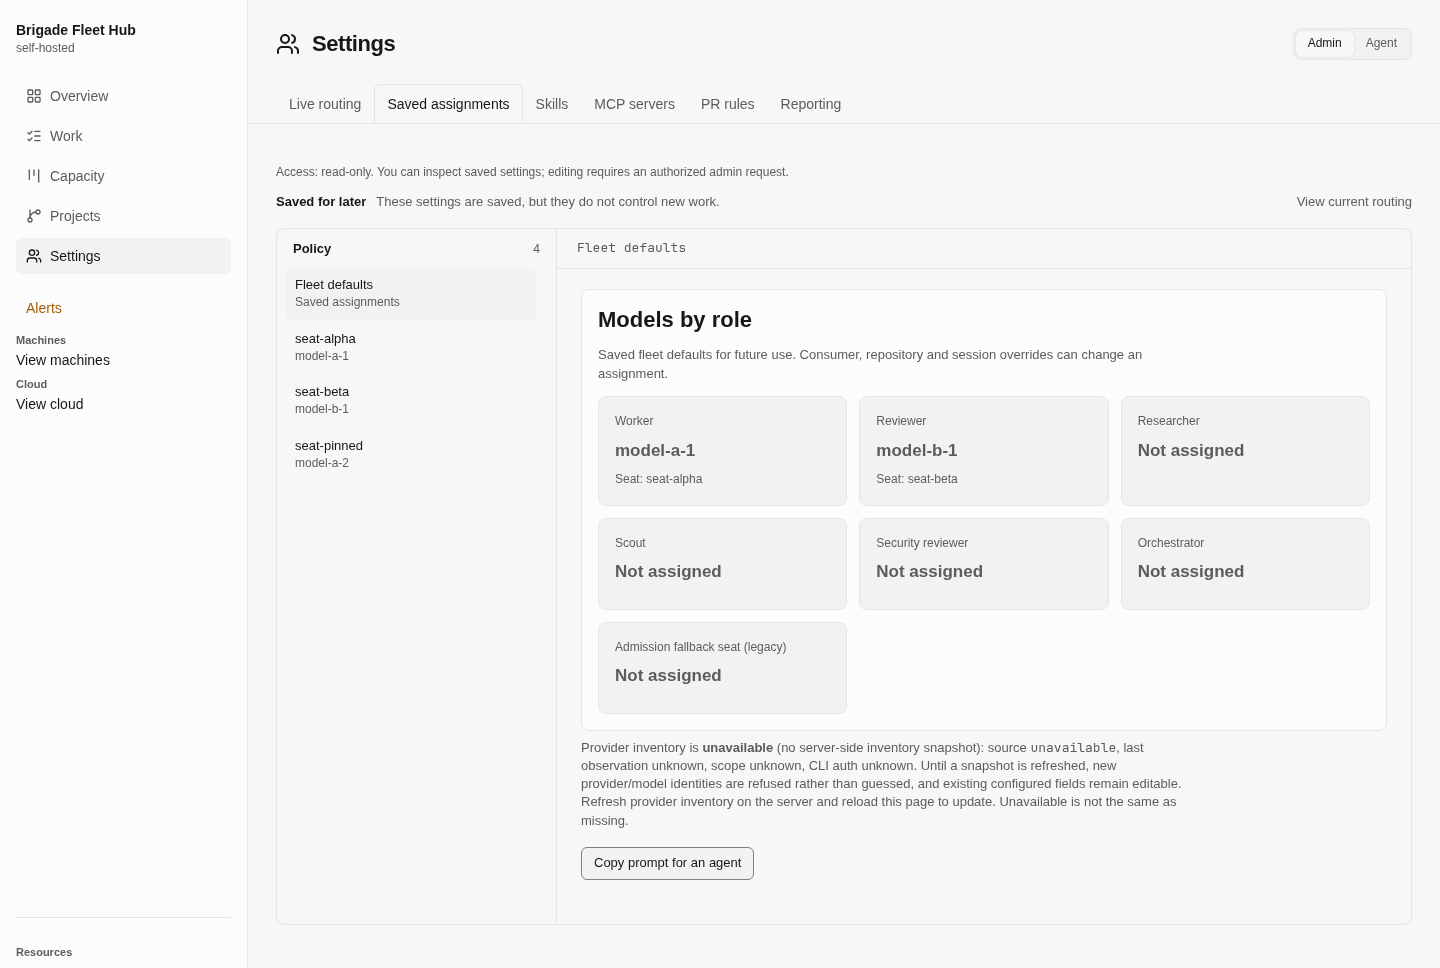 Brigade Fleet Hub
self-hosted
Overview
Work
Capacity
Projects
Settings
Alerts
Machines
View machines
Cloud
View cloud
Resources
Settings
Admin
Agent
Live routing
Saved assignments
Skills
MCP servers
PR rules
Reporting
Access: read-only. You can inspect saved settings; editing requires an authorized admin request.
Saved for later These settings are saved, but they do not control new work.
View current routing
Policy
4
Fleet defaults
Saved assignments
seat-alpha
model-a-1
seat-beta
model-b-1
seat-pinned
model-a-2
Fleet defaults
Models by role
Saved fleet defaults for future use. Consumer, repository and session overrides can change an
assignment.
Worker
model-a-1
Seat: seat-alpha
Reviewer
model-b-1
Seat: seat-beta
Researcher
Not assigned
Scout
Not assigned
Security reviewer
Not assigned
Orchestrator
Not assigned
Admission fallback seat (legacy)
Not assigned
Provider inventory is unavailable (no server-side inventory snapshot): source unavailable, last
observation unknown, scope unknown, CLI auth unknown. Until a snapshot is refreshed, new
provider/model identities are refused rather than guessed, and existing configured fields remain editable.
Refresh provider inventory on the server and reload this page to update. Unavailable is not the same as
missing.
Copy prompt for an agent